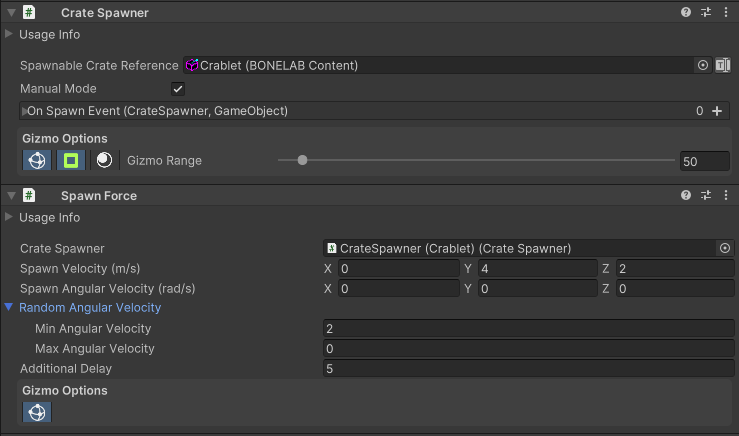 Crate Spawner
Usage Info
Spawnable Crate Reference Crablet (BONELAB Content)
Manual Mode
On Spawn Event (CrateSpawner, GameObject) 0
Gizmo Options
Gizmo Range 50
Spawn Force
Usage Info
Crate Spawner CrateSpawner (Crablet) (Crate Spawner)
Spawn Velocity (m/s) X 0 Y 4 Z 2
Spawn Angular Velocity (rad/s) X 0 Y 0 Z 0
Random Angular Velocity
Min Angular Velocity 2
Max Angular Velocity 0
Additional Delay 5
Gizmo Options